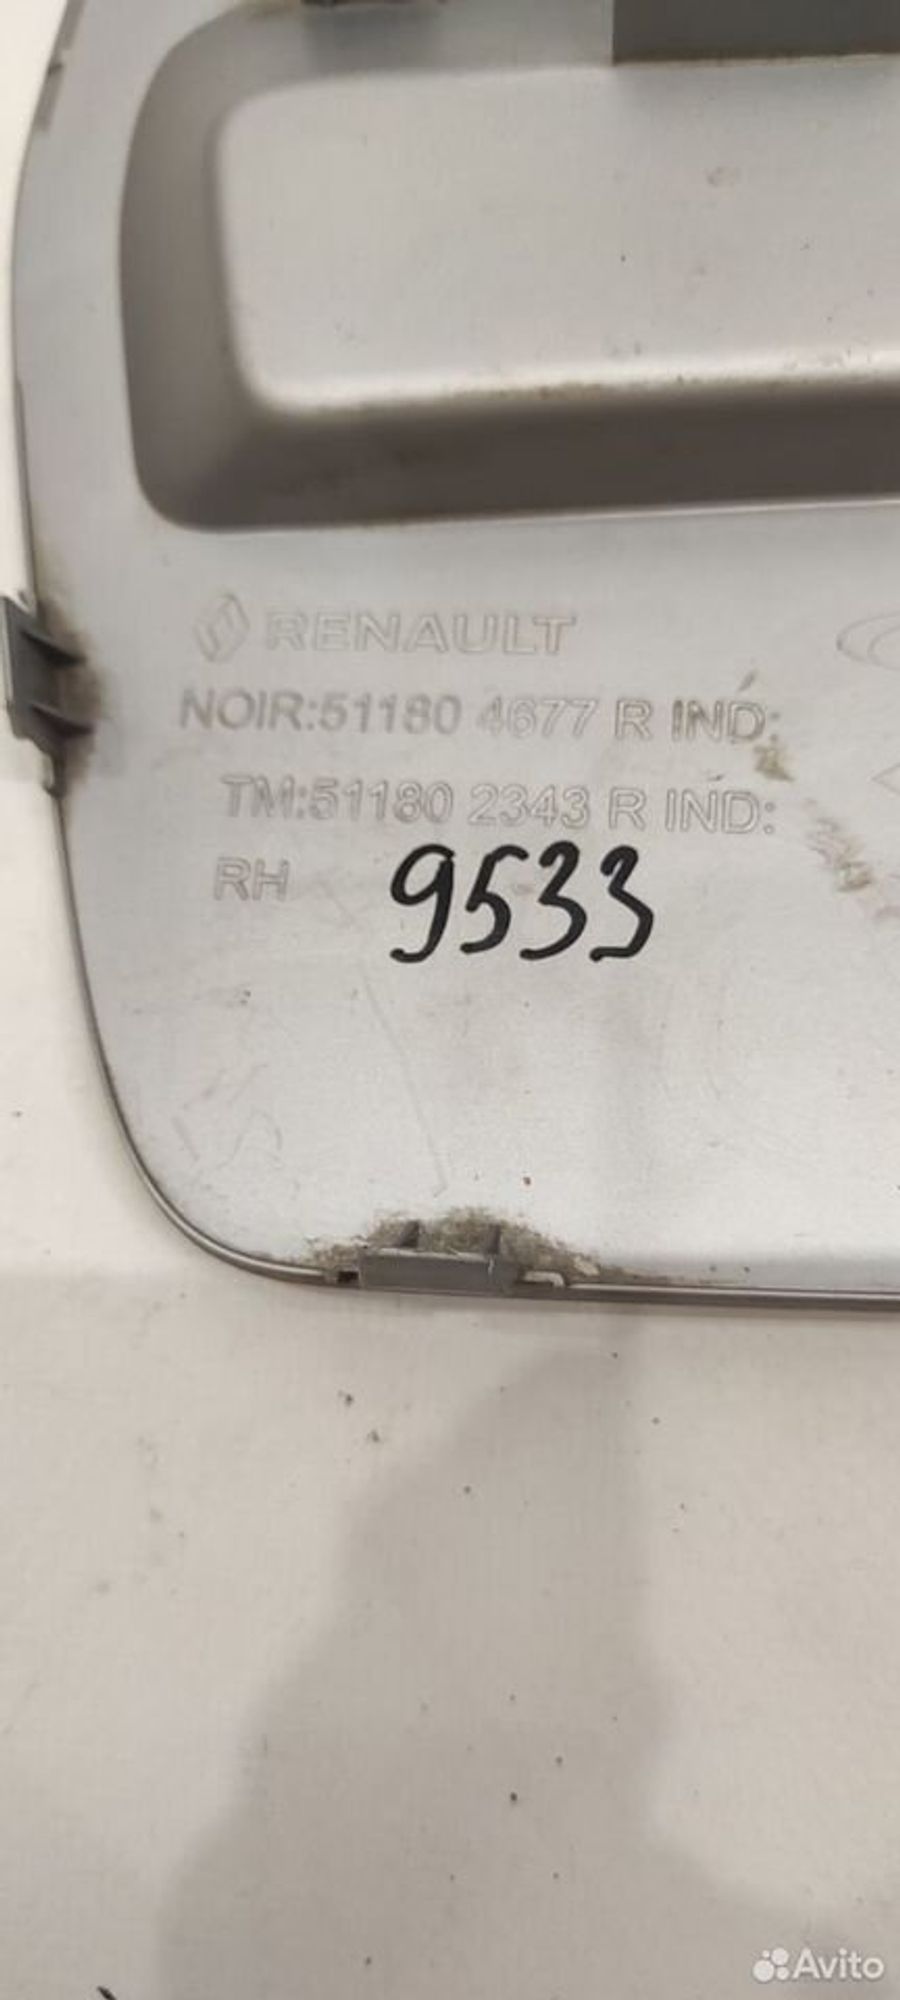 RENAULT
NOIR:51180 4677 R IND:
TM:51180 2343 R IND:
RH
9533
Avito